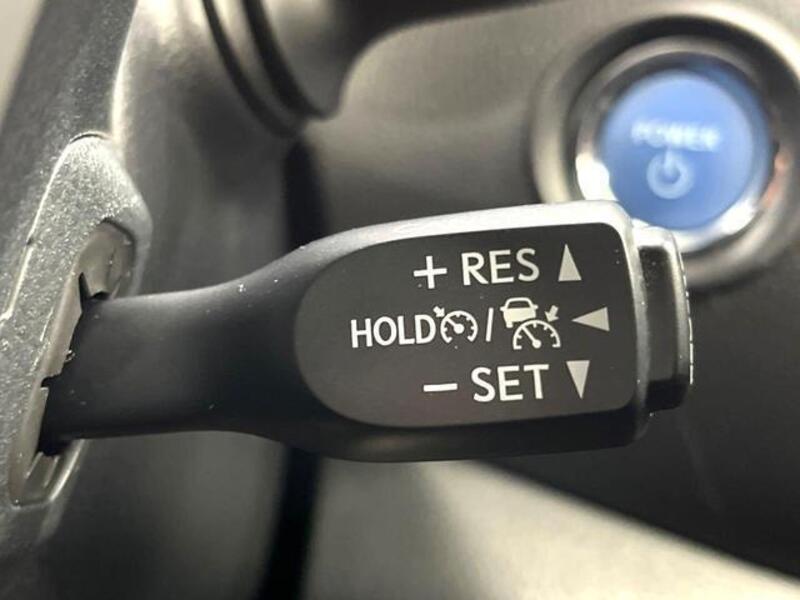 POWER
+ RES
HOLD /
− SET